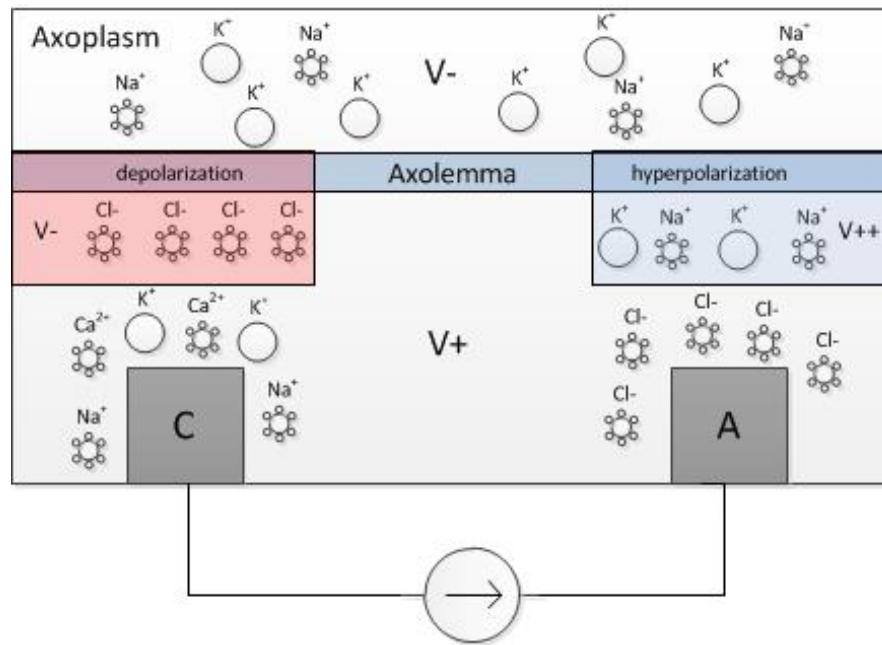 Axoplasm
K⁺
Na⁺
K⁺
Na⁺
Na⁺
K⁺
K⁺
V-
K⁺
Na⁺
K⁺
depolarization
Axolemma
hyperpolarization
V-
Cl-
Cl-
Cl-
Cl-
K⁺
Na⁺
K⁺
Na⁺
V++
Ca²⁺
K⁺
Ca²⁺
K⁺
V+
Cl-
Cl-
Cl-
Cl-
Na⁺
C
Na⁺
Cl-
A